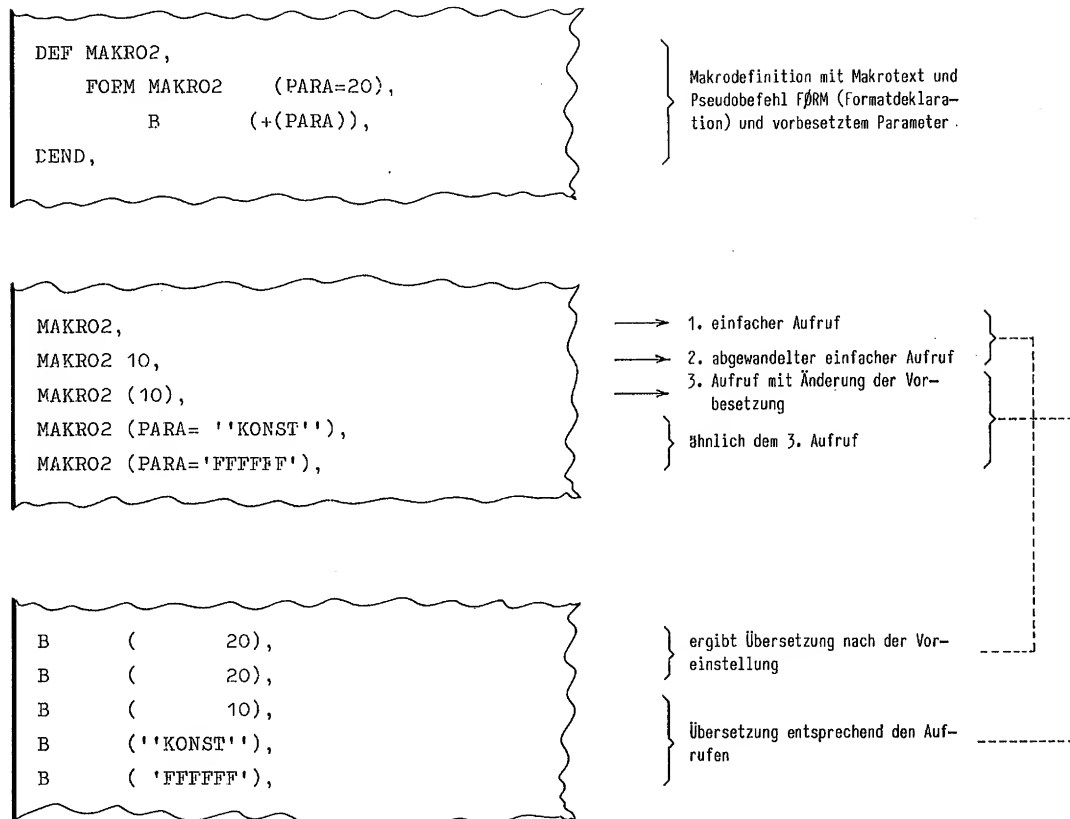 DEF MAKRO2,
FORM MAKRO2 (PARA=20),
B (+(PARA)),
DEND,
Makrodefinition mit Makrotext und
Pseudobefehl FØRM (Formatdeklara-
tion) und vorbesetztem Parameter.
MAKRO2,
MAKRO2 10,
MAKRO2 (10),
MAKRO2 (PARA= ''KONST''),
MAKRO2 (PARA='FFFFFF'),
1. einfacher Aufruf
2. abgewandelter einfacher Aufruf
3. Aufruf mit Änderung der Vor-
besetzung
ähnlich dem 3. Aufruf
B ( 20),
B ( 20),
B ( 10),
B (''KONST''),
B ( 'FFFFFF'),
ergibt Übersetzung nach der Vor-
einstellung
Übersetzung entsprechend den Auf-
rufen